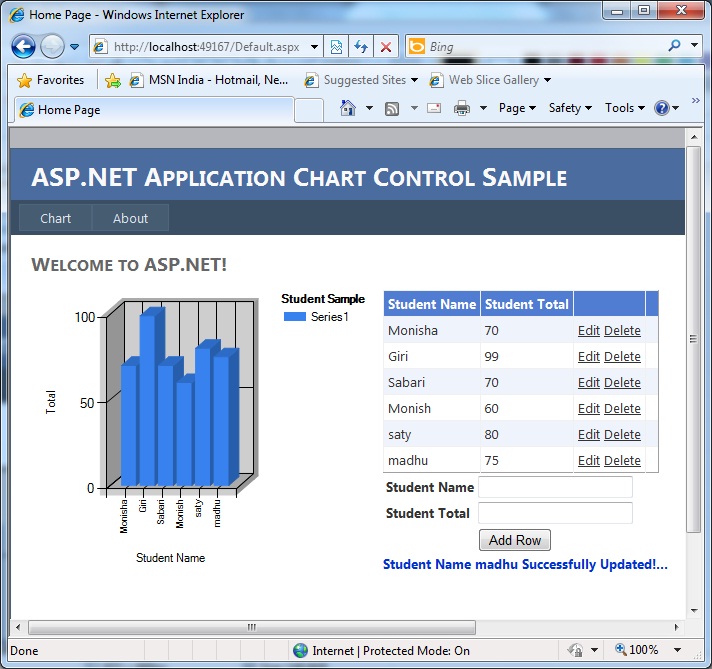 Home Page - Windows Internet Explorer
http://localhost:49167/Default.aspx
Bing
Favorites
MSN India - Hotmail, Ne...
Suggested Sites
Web Slice Gallery
Home Page
Page
Safety
Tools
»
ASP.NET Application Chart Control Sample
Chart
About
Welcome to ASP.NET!
Student Sample
Series1
100
50
0
Total
Monisha
Giri
Sabari
Monish
saty
madhu
Student Name
Student Name Student Total
Monisha 70 Edit Delete
Giri 99 Edit Delete
Sabari 70 Edit Delete
Monish 60 Edit Delete
saty 80 Edit Delete
madhu 75 Edit Delete
Student Name
Student Total
Add Row
Student Name madhu Successfully Updated!...
Done
Internet | Protected Mode: On
100%